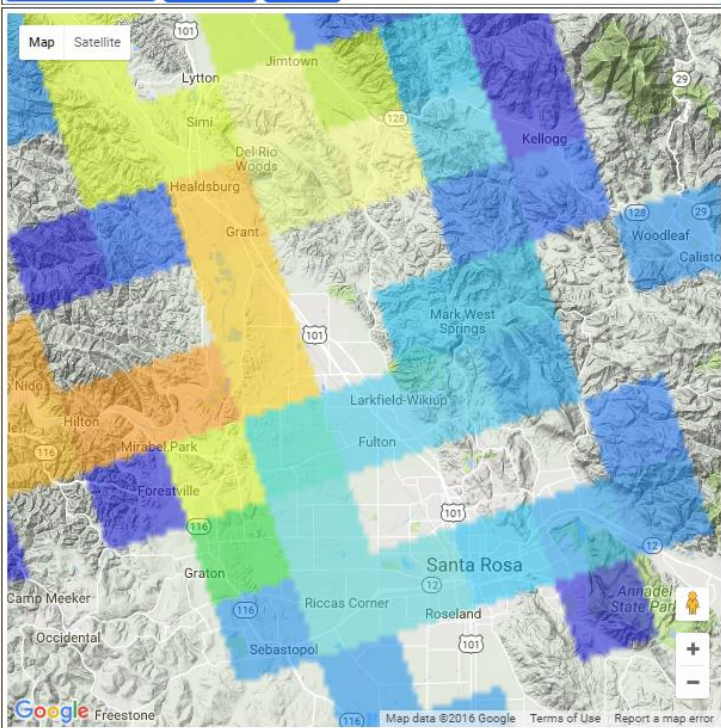 Map Satellite
101
Lytton
Jimtown
29
Simi
128
Kellogg
Del Rio
Woods
Healdsburg
128
29
Grant
Woodleaf
Calisto
Mark West
Springs
101
Nido
Larkfield-Wikiup
Hilton
Fulton
Mirabel Park
116
Forestville
101
116
12
Santa Rosa
Graton
12
Annadel
State Par
Camp Meeker
116
Riccas Corner
Roseland
Occidental
101
Sebastopol
+
−
Google
Freestone
116
Map data ©2016 Google Terms of Use Report a map error